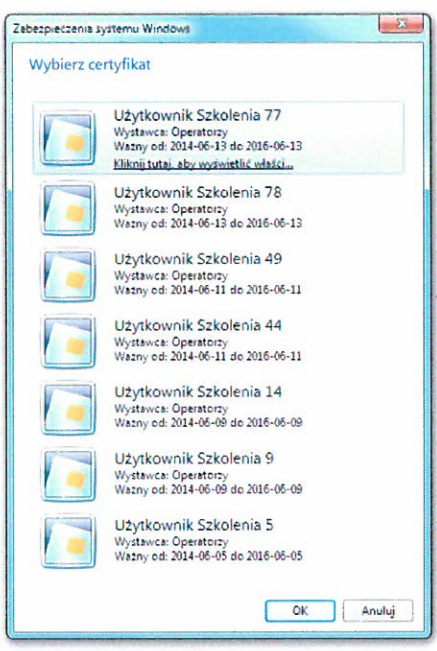 Zabezpieczenia systemu Windows
Wybierz certyfikat
Użytkownik Szkolenia 77
Wystawca: Operatorzy
Ważny od: 2014-06-13 do 2016-06-13
Kliknij tutaj, aby wyświetlić właści...
Użytkownik Szkolenia 78
Wystawca: Operatorzy
Ważny od: 2014-06-13 do 2016-06-13
Użytkownik Szkolenia 49
Wystawca: Operatorzy
Ważny od: 2014-06-11 do 2016-06-11
Użytkownik Szkolenia 44
Wystawca: Operatorzy
Ważny od: 2014-06-11 do 2016-06-11
Użytkownik Szkolenia 14
Wystawca: Operatorzy
Ważny od: 2014-06-09 do 2016-06-09
Użytkownik Szkolenia 9
Wystawca: Operatorzy
Ważny od: 2014-06-09 do 2016-06-09
Użytkownik Szkolenia 5
Wystawca: Operatorzy
Ważny od: 2014-06-05 do 2016-06-05
OK Anuluj